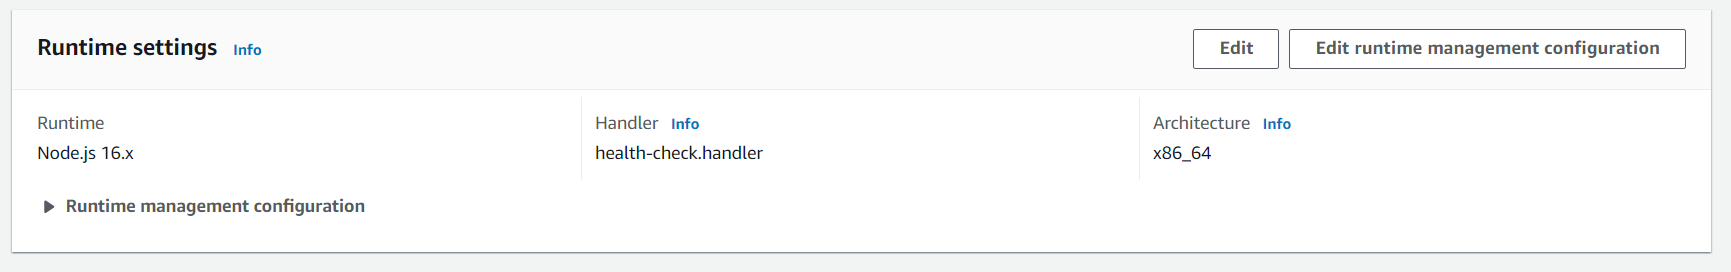 Runtime settings Info
Edit
Edit runtime management configuration
Runtime
Node.js 16.x
Handler Info
health-check.handler
Architecture Info
x86_64
Runtime management configuration